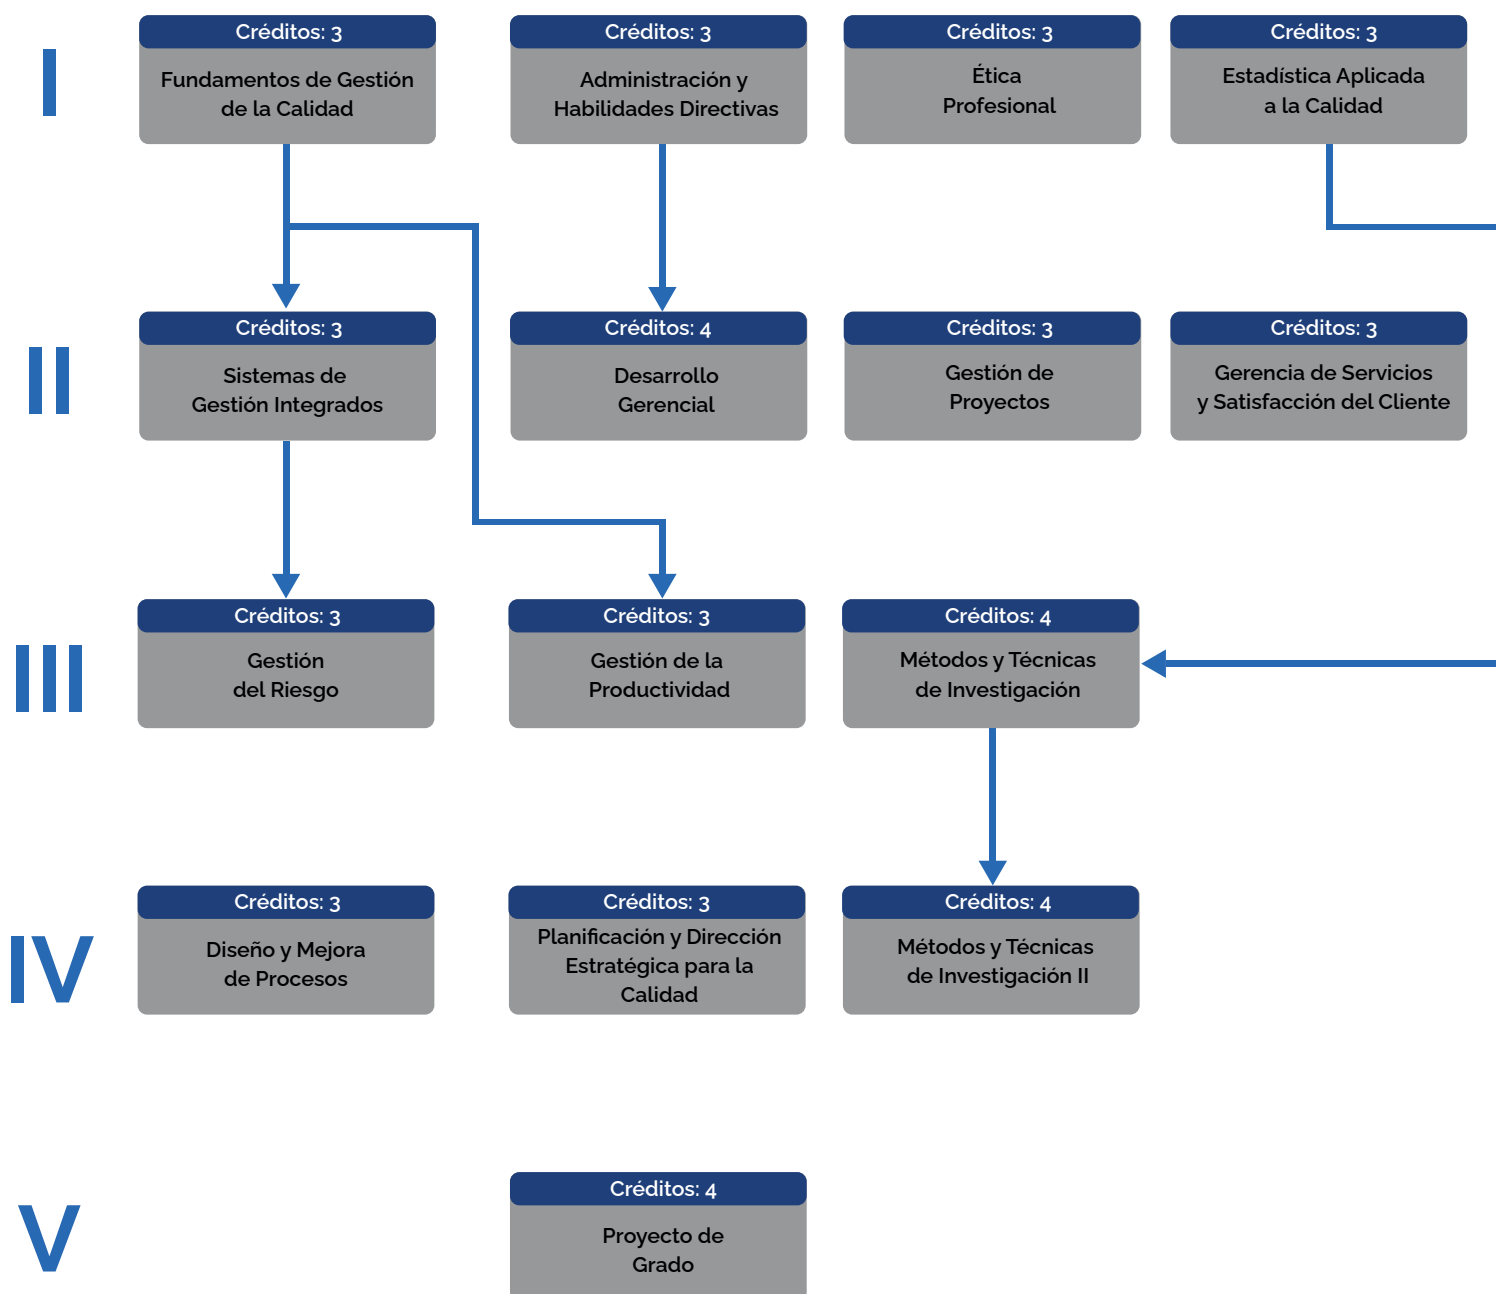 I
Créditos: 3
Fundamentos de Gestión
de la Calidad
Créditos: 3
Administración y
Habilidades Directivas
Créditos: 3
Ética
Profesional
Créditos: 3
Estadística Aplicada
a la Calidad
II
Créditos: 3
Sistemas de
Gestión Integrados
Créditos: 4
Desarrollo
Gerencial
Créditos: 3
Gestión de
Proyectos
Créditos: 3
Gerencia de Servicios
y Satisfacción del Cliente
III
Créditos: 3
Gestión
del Riesgo
Créditos: 3
Gestión de la
Productividad
Créditos: 4
Métodos y Técnicas
de Investigación
IV
Créditos: 3
Diseño y Mejora
de Procesos
Créditos: 3
Planificación y Dirección
Estratégica para la
Calidad
Créditos: 4
Métodos y Técnicas
de Investigación II
V
Créditos: 4
Proyecto de
Grado